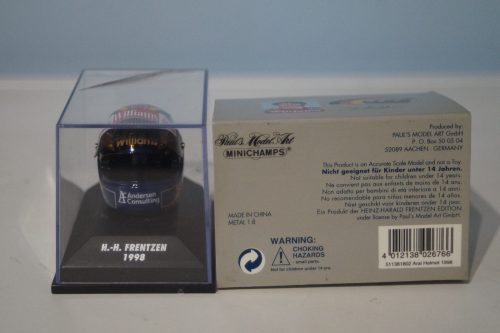 Williams
Williams
Andersen
Consulting
H.-H. FRENTZEN
1998
Paul's Model Art
MINICHAMPS
MADE IN CHINA
METAL 1:8
Produced by:
PAUL'S MODEL ART GmbH
P. O. Box 50 05 04
52089 AACHEN . GERMANY
This Product is an Accurate Scale Model and not a Toy.
Nicht geeignet für Kinder unter 14 Jahren.
Not suitable for children under 14 years.
Ne convient pas aux enfants de moins de 14 ans.
Non adatto per bambini di età inferiore a 14 anni.
No recomendable para niños menores de 14 años.
Niet geschikt voor kinderen onder 14 jaar.
Ein Produkt der HEINZ-HARALD FRENTZEN EDITION
under license by Paul's Model Art GmbH.
WARNING:
CHOKING
HAZARDS
small parts.
Not for children under 14 yrs.
4 012138 026766
Arai Helmet 1998